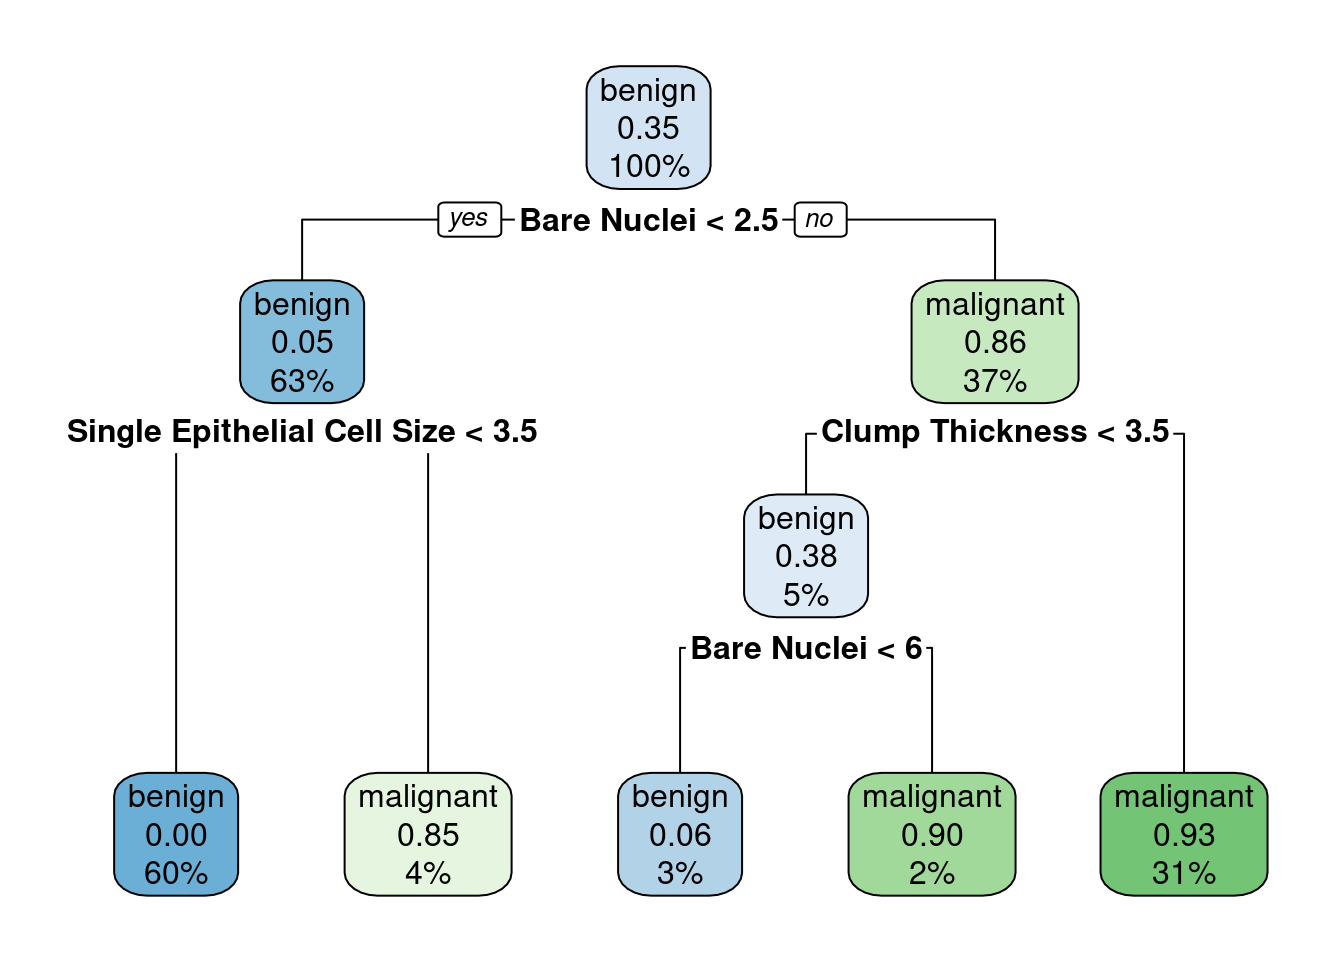 benign
0.35
100%
yes
Bare Nuclei < 2.5
no
benign
0.05
63%
malignant
0.86
37%
Single Epithelial Cell Size < 3.5
Clump Thickness < 3.5
benign
0.38
5%
Bare Nuclei < 6
benign
0.00
60%
malignant
0.85
4%
benign
0.06
3%
malignant
0.90
2%
malignant
0.93
31%